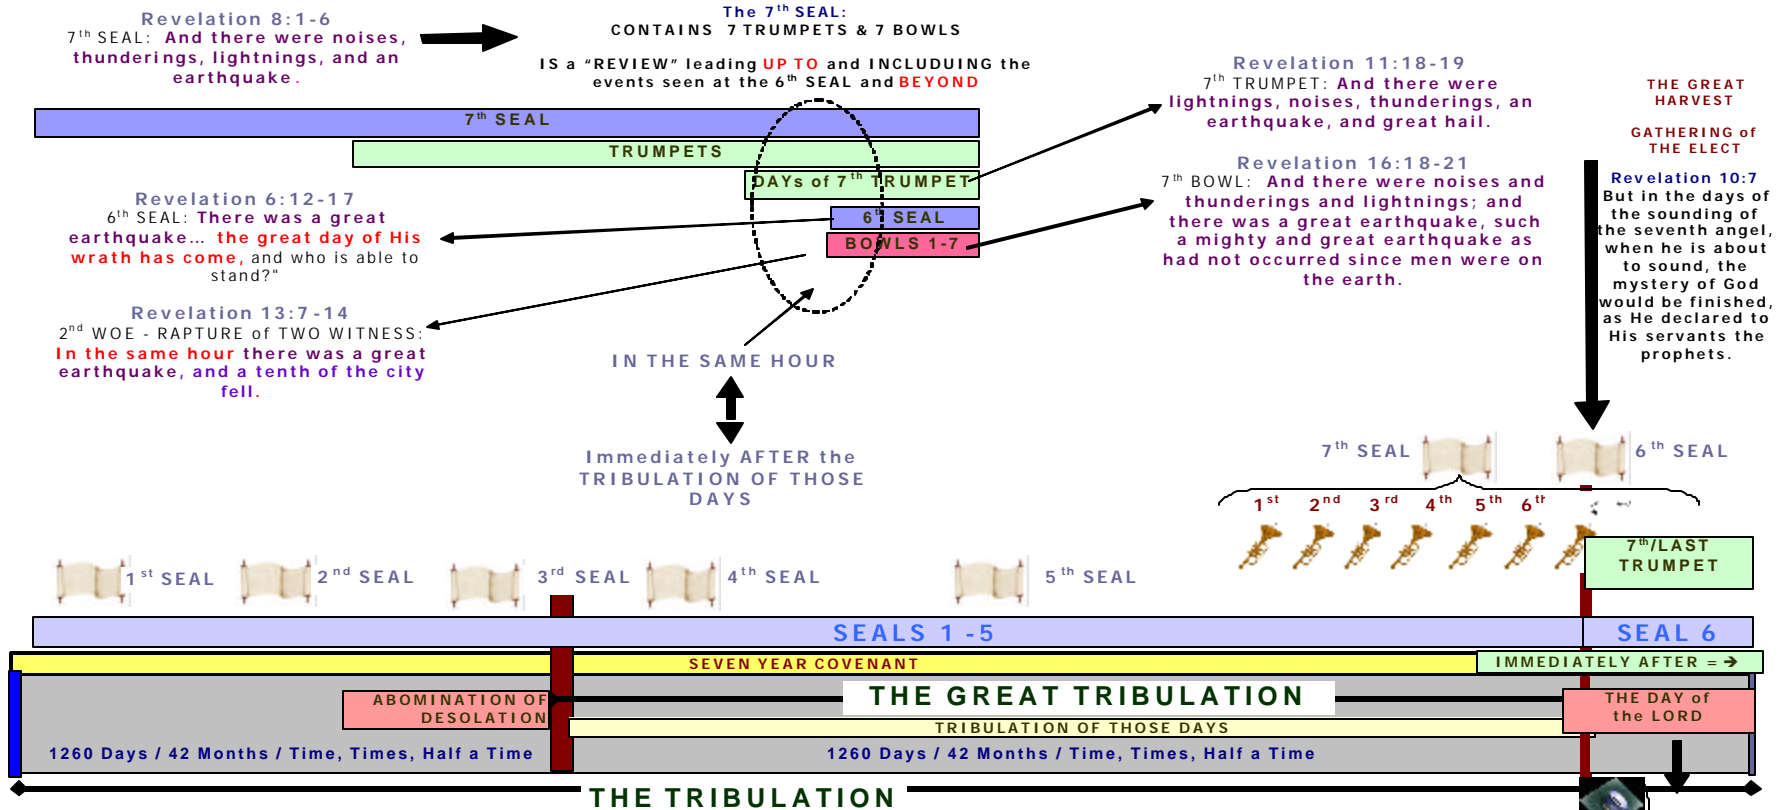 Revelation 8:1-6
7th SEAL: And there were noises,
thunderings, lightnings, and an
earthquake.
The 7th SEAL:
CONTAINS 7 TRUMPETS & 7 BOWLS
IS a “REVIEW” leading UP TO and INCLUDUING the
events seen at the 6th SEAL and BEYOND
7th SEAL
TRUMPETS
DAYs of 7th TRUMPET
6th SEAL
BOWLS 1-7
Revelation 11:18-19
7th TRUMPET: And there were
lightnings, noises, thunderings, an
earthquake, and great hail.
Revelation 16:18-21
7th BOWL: And there were noises and
thunderings and lightnings; and
there was a great earthquake, such
a mighty and great earthquake as
had not occurred since men were on
the earth.
THE GREAT
HARVEST
GATHERING of
THE ELECT
Revelation 10:7
But in the days of
the sounding of
the seventh angel,
when he is about
to sound, the
mystery of God
would be finished,
as He declared to
His servants the
prophets.
Revelation 6:12-17
6th SEAL: There was a great
earthquake... the great day of His
wrath has come, and who is able to
stand?"
Revelation 13:7-14
2nd WOE - RAPTURE of TWO WITNESS:
In the same hour there was a great
earthquake, and a tenth of the city
fell.
IN THE SAME HOUR
Immediately AFTER the
TRIBULATION OF THOSE
DAYS
7th SEAL
6th SEAL
1st 2nd 3rd 4th 5th 6th
7th/LAST
TRUMPET
1st SEAL
2nd SEAL
3rd SEAL
4th SEAL
5th SEAL
SEALS 1-5
SEAL 6
SEVEN YEAR COVENANT
IMMEDIATELY AFTER = →
ABOMINATION OF
DESOLATION
THE GREAT TRIBULATION
THE DAY of
the LORD
TRIBULATION OF THOSE DAYS
1260 Days / 42 Months / Time, Times, Half a Time
1260 Days / 42 Months / Time, Times, Half a Time
THE TRIBULATION